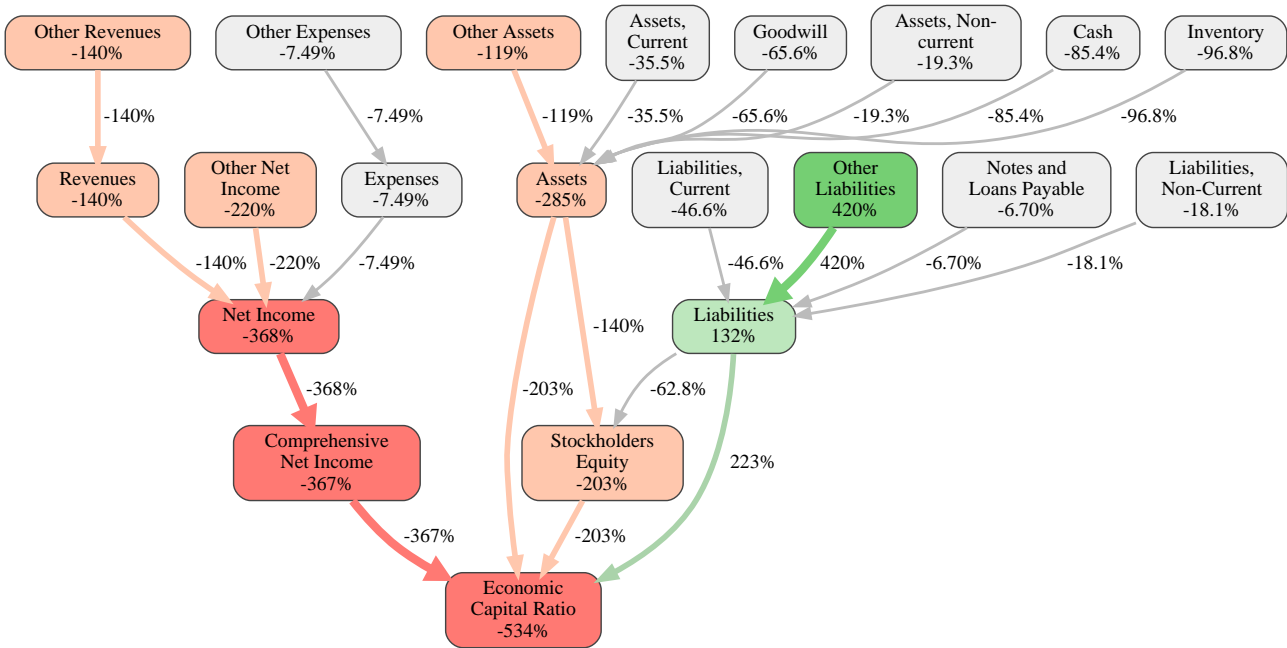 Other Revenues
-140%
Other Expenses
-7.49%
Other Assets
-119%
Assets,
Current
-35.5%
Goodwill
-65.6%
Assets, Non-
current
-19.3%
Cash
-85.4%
Inventory
-96.8%
-140%
-7.49%
-119%
-35.5%
-65.6%
-19.3%
-85.4%
-96.8%
Revenues
-140%
Other Net
Income
-220%
Expenses
-7.49%
Assets
-285%
Liabilities,
Current
-46.6%
Other
Liabilities
420%
Notes and
Loans Payable
-6.70%
Liabilities,
Non-Current
-18.1%
-140%
-220%
-7.49%
-46.6%
420%
-6.70%
-18.1%
Net Income
-368%
-140%
Liabilities
132%
-368%
-203%
-62.8%
Comprehensive
Net Income
-367%
Stockholders
Equity
-203%
223%
-367%
-203%
Economic
Capital Ratio
-534%